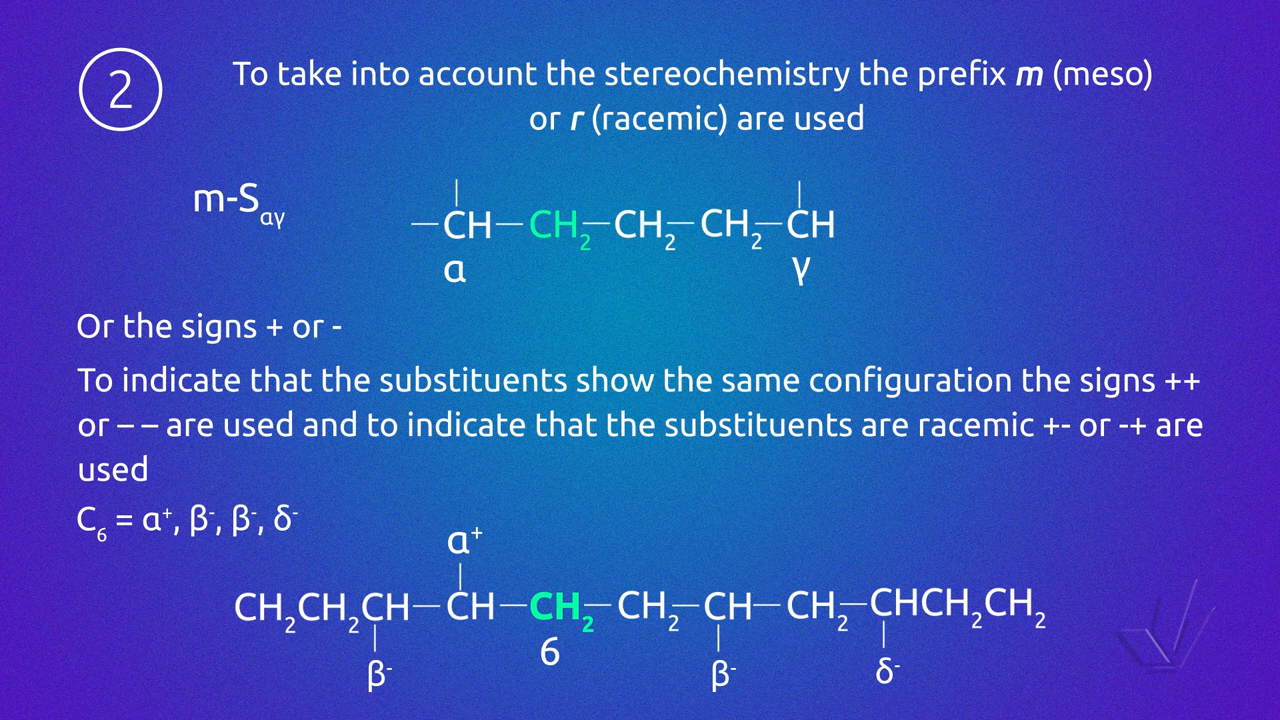 2
To take into account the stereochemistry the prefix m (meso)
or r (racemic) are used
m-Sαγ
—CH—CH₂—CH₂—CH₂—CH
α γ
Or the signs + or -
To indicate that the substituents show the same configuration the signs ++
or – – are used and to indicate that the substituents are racemic +- or -+ are
used
C₆ = α⁺, β⁻, β⁻, δ⁻
α⁺
CH₂CH₂CH—CH—CH₂—CH₂—CH—CH₂—CHCH₂CH₂
6
β⁻ β⁻ δ⁻